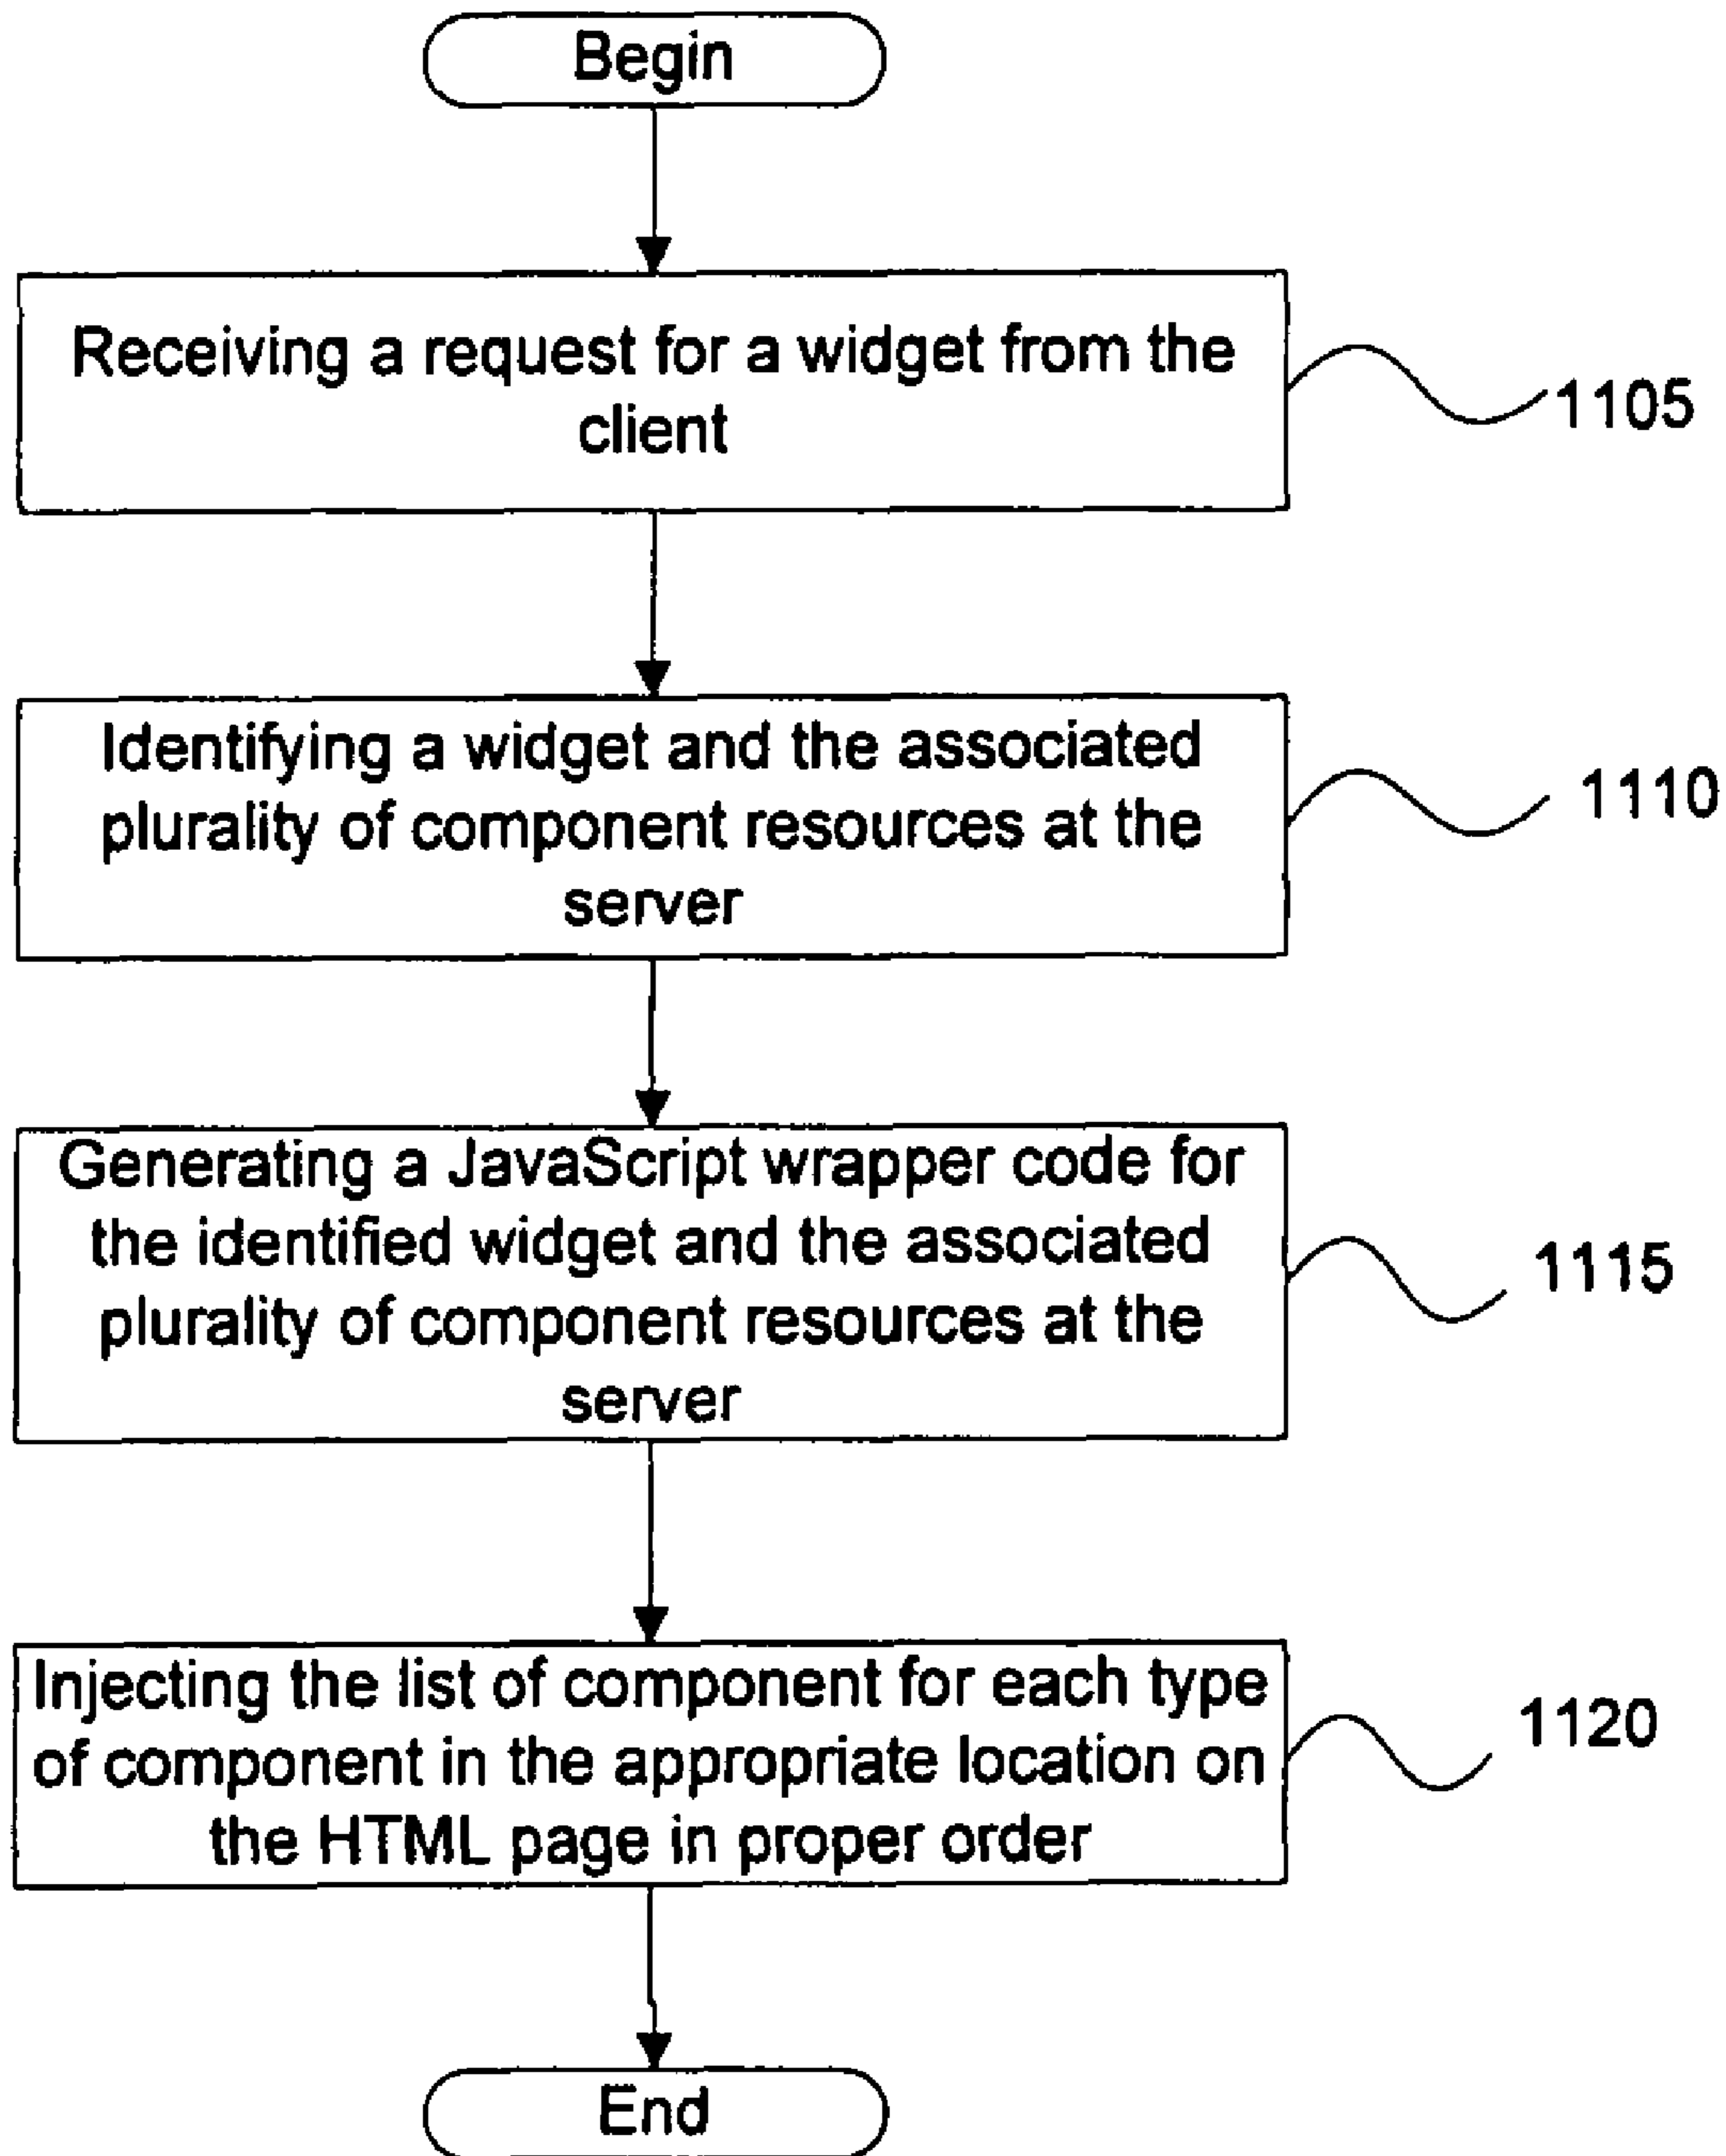 Begin
Receiving a request for a widget from the
client
1105
Identifying a widget and the associated
plurality of component resources at the
server
1110
Generating a JavaScript wrapper code for
the identified widget and the associated
plurality of component resources at the
server
1115
Injecting the list of component for each type
of component in the appropriate location on
the HTML page in proper order
1120
End